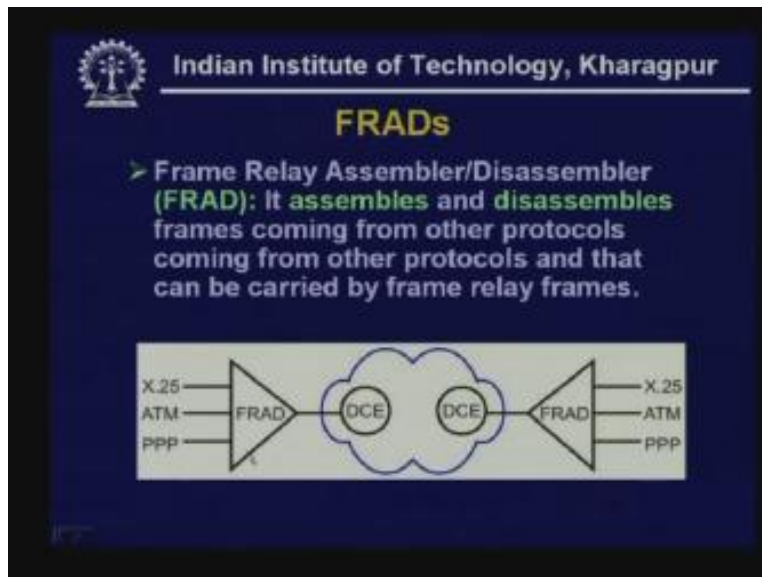 Indian Institute of Technology, Kharagpur
FRADs
➢ Frame Relay Assembler/Disassembler
(FRAD): It assembles and disassembles
frames coming from other protocols
coming from other protocols and that
can be carried by frame relay frames.
X.25 X.25
ATM FRAD DCE DCE FRAD ATM
PPP PPP